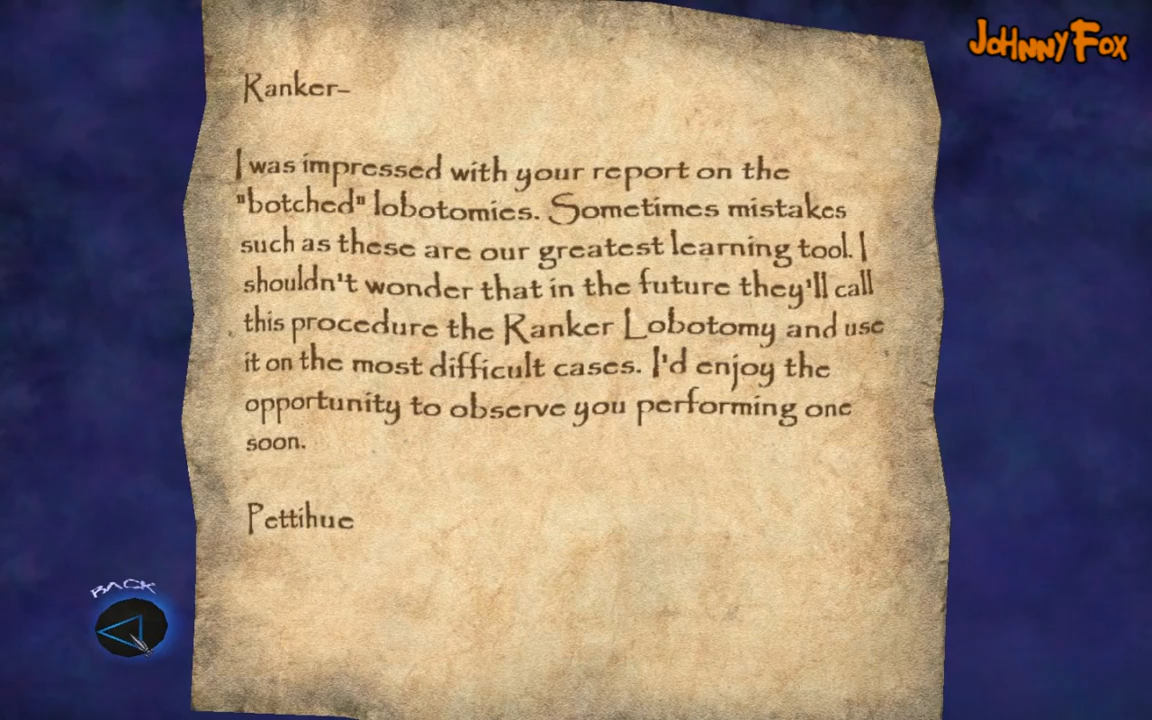 JOHNNY FOX
Ranker-
I was impressed with your report on the
"botched" lobotomies. Sometimes mistakes
such as these are our greatest learning tool. I
shouldn't wonder that in the future they'll call
this procedure the Ranker Lobotomy and use
it on the most difficult cases. I'd enjoy the
opportunity to observe you performing one
soon.
Pettihue
BACK